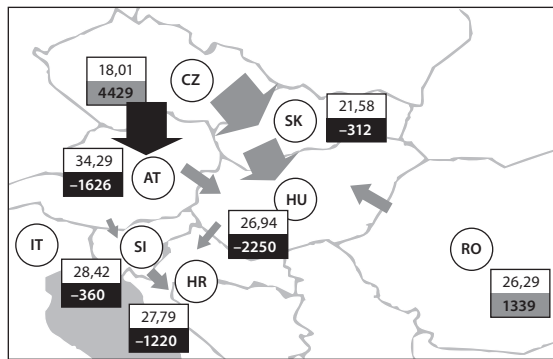 18,01
4429
CZ
SK
21,58
–312
34,29
–1626
AT
HU
26,94
–2250
IT
SI
28,42
–360
HR
27,79
–1220
RO
26,29
1339